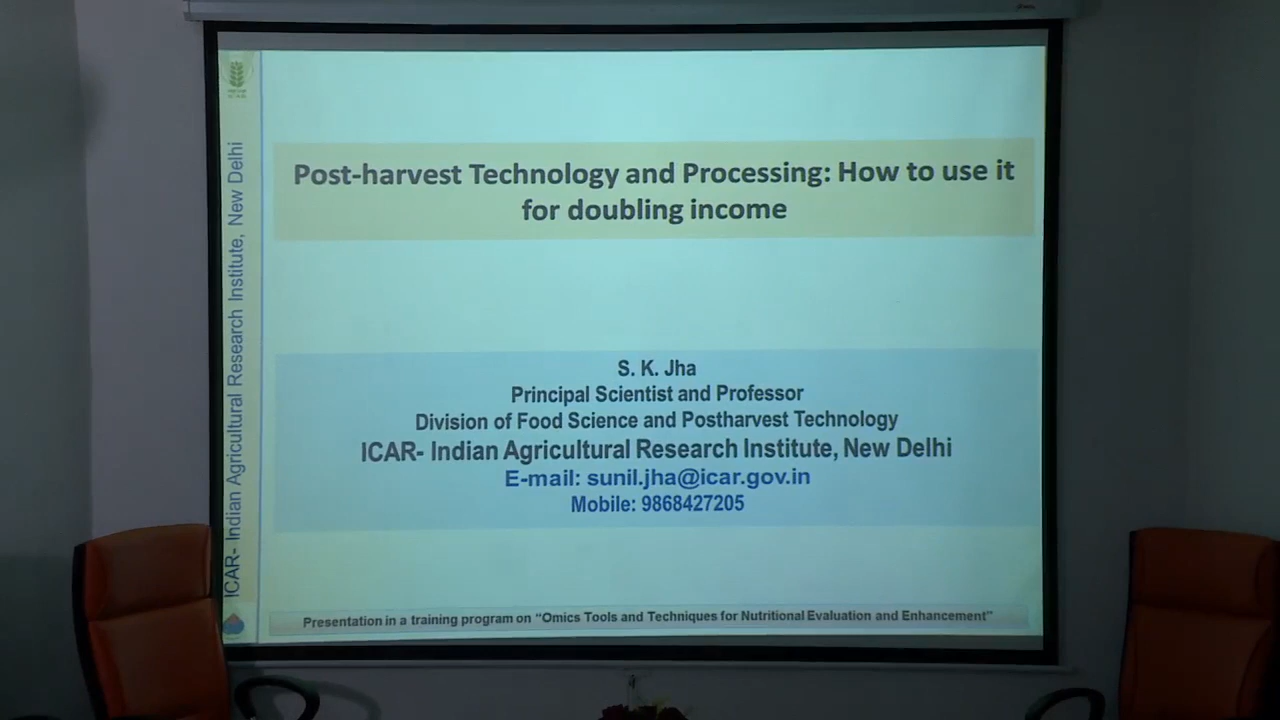 Post-harvest Technology and Processing: How to use it
for doubling income
S. K. Jha
Principal Scientist and Professor
Division of Food Science and Postharvest Technology
ICAR- Indian Agricultural Research Institute, New Delhi
E-mail: sunil.jha@icar.gov.in
Mobile: 9868427205
Presentation in a training program on “Omics Tools and Techniques for Nutritional Evaluation and Enhancement”
ICAR- Indian Agricultural Research Institute, New Delhi